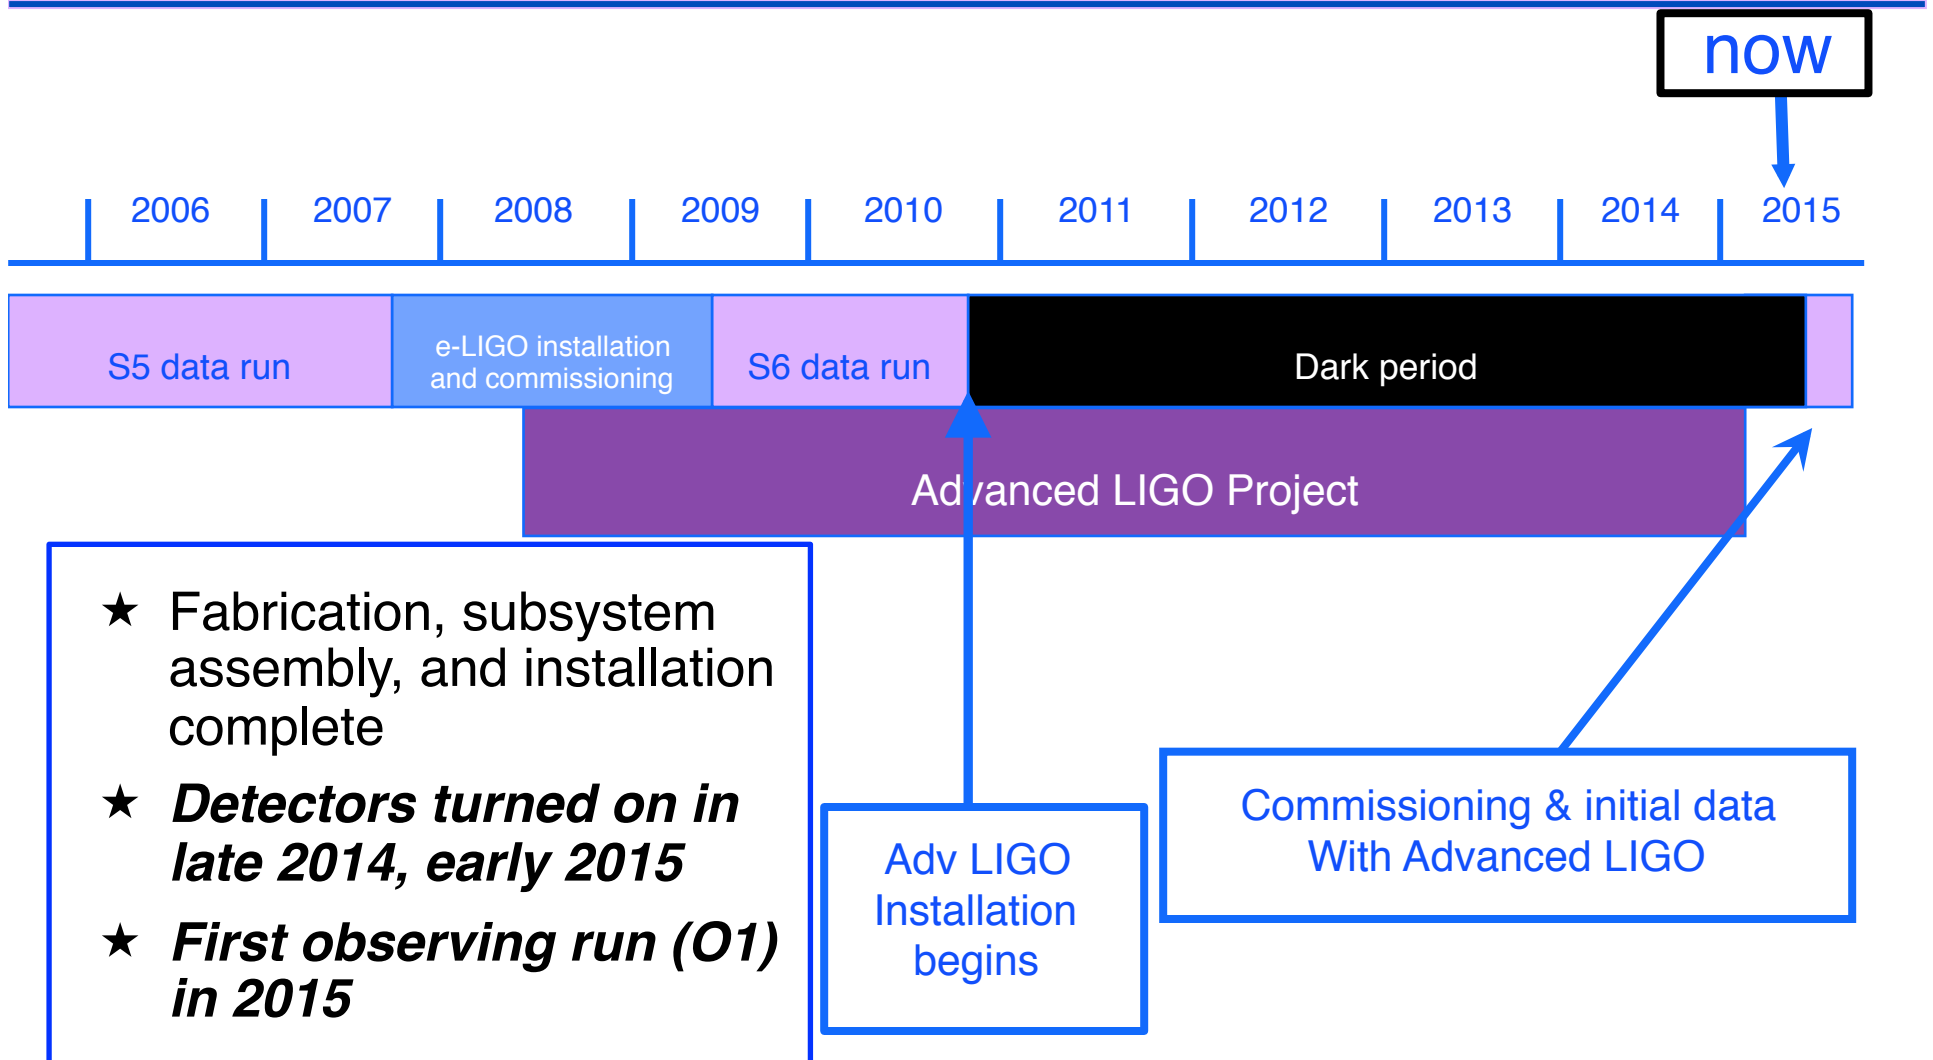 now
2006 2007 2008 2009 2010 2011 2012 2013 2014 2015
S5 data run
e-LIGO installation
and commissioning
S6 data run
Dark period
Advanced LIGO Project
★ Fabrication, subsystem
assembly, and installation
complete
★ Detectors turned on in
late 2014, early 2015
★ First observing run (O1)
in 2015
Adv LIGO
Installation
begins
Commissioning & initial data
With Advanced LIGO